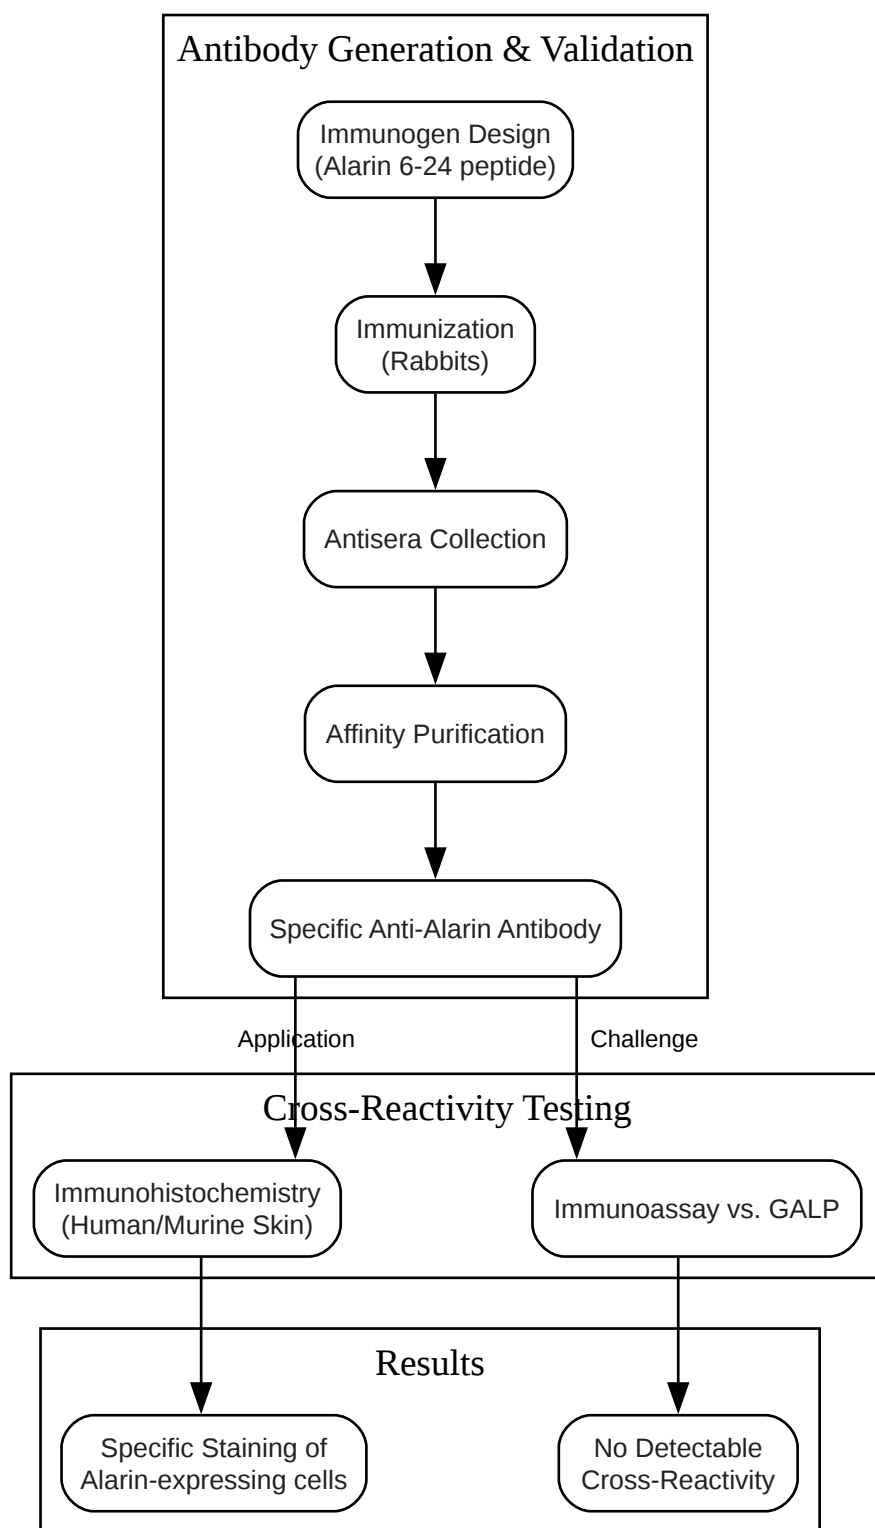 Antibody Generation & Validation
Immunogen Design
(Alarin 6-24 peptide)
Immunization
(Rabbits)
Antisera Collection
Affinity Purification
Specific Anti-Alarin Antibody
Application
Challenge
Cross-Reactivity Testing
Immunohistochemistry
(Human/Murine Skin)
Immunoassay vs. GALP
Results
Specific Staining of
Alarin-expressing cells
No Detectable
Cross-Reactivity